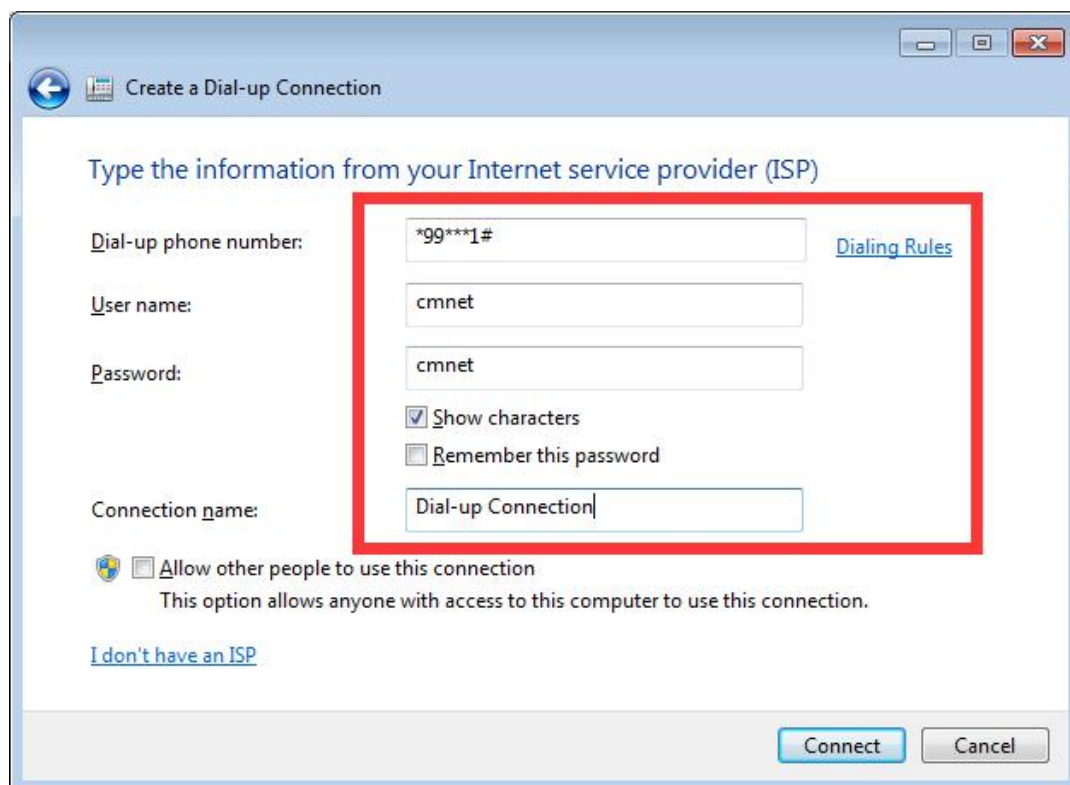 Create a Dial-up Connection
Type the information from your Internet service provider (ISP)
Dial-up phone number: *99***1# Dialing Rules
User name: cmnet
Password: cmnet
Show characters
Remember this password
Connection name: Dial-up Connection
Allow other people to use this connection
This option allows anyone with access to this computer to use this connection.
I don't have an ISP
Connect Cancel